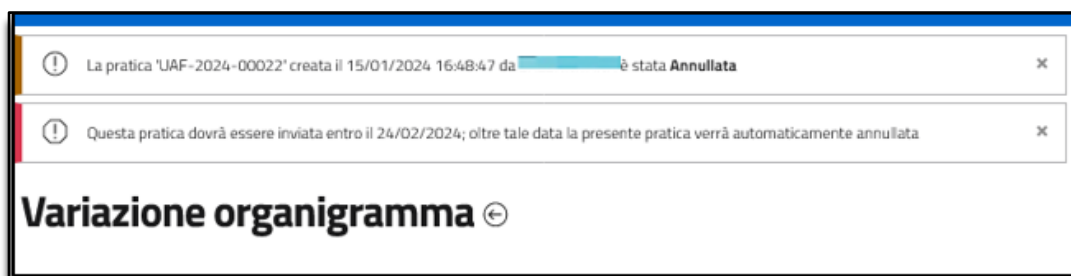 La pratica 'UAF-2024-00022' creata il 15/01/2024 16:48:47 da è stata Annullata
Questa pratica dovrà essere inviata entro il 24/02/2024; oltre tale data la presente pratica verrà automaticamente annullata
Variazione organigramma